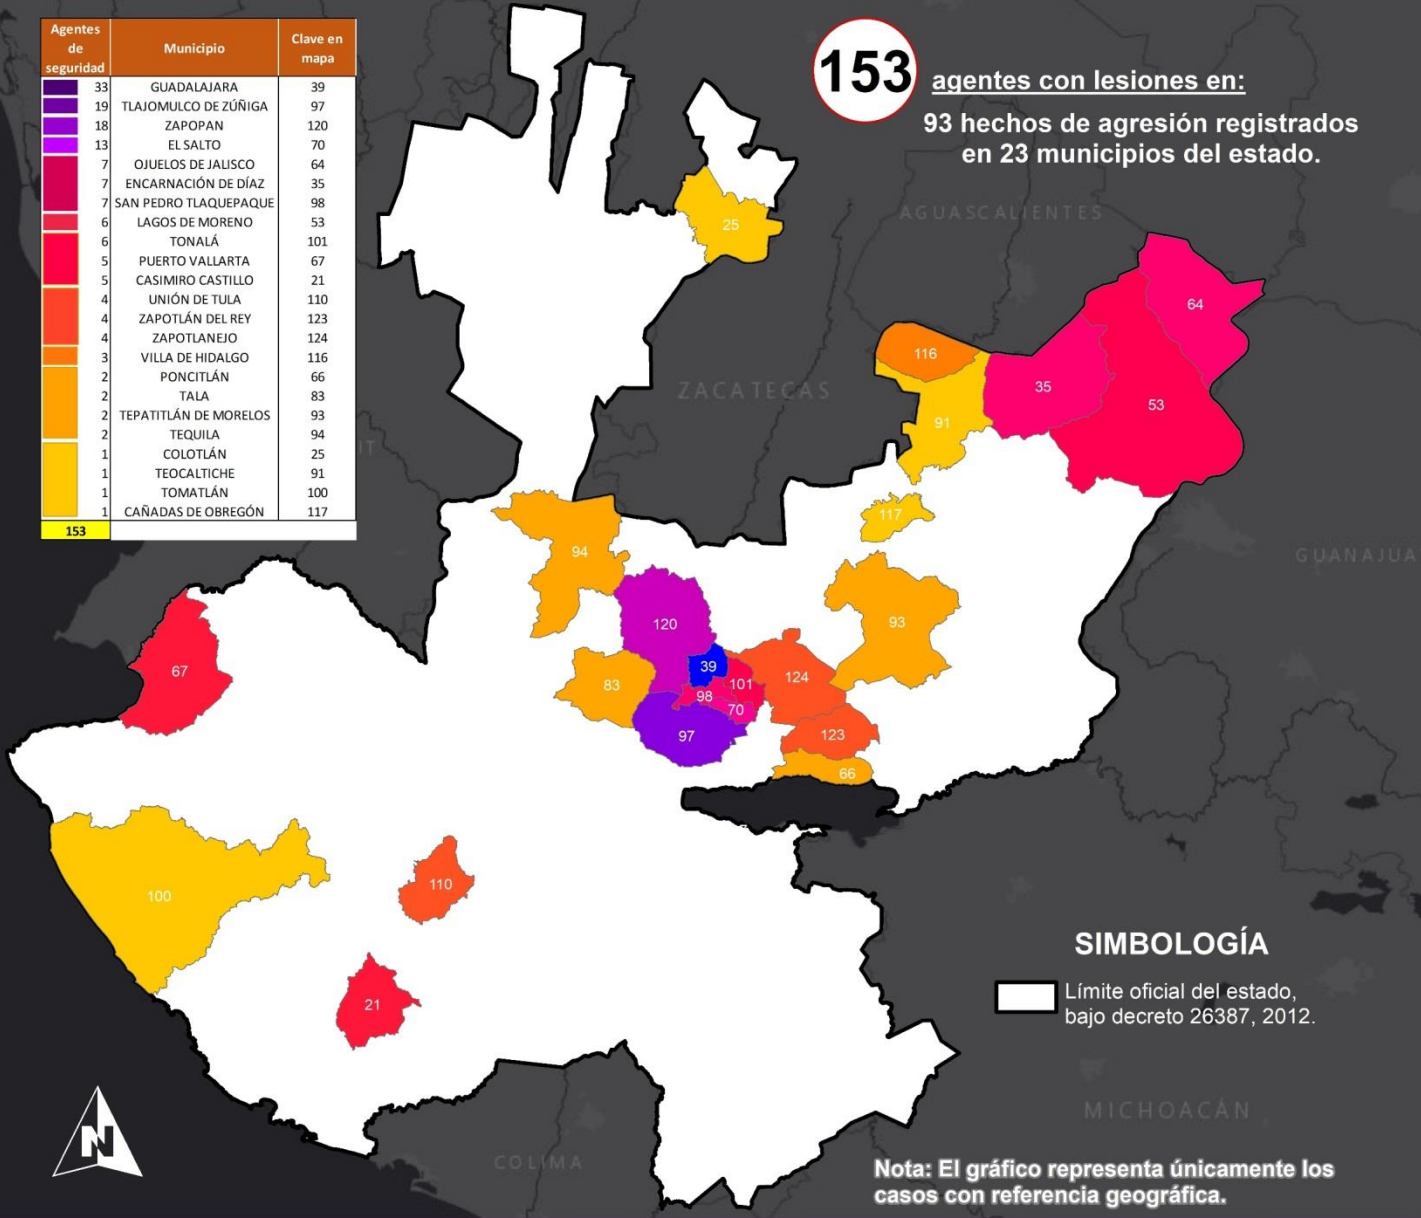 Agentes de seguridad Municipio Clave en mapa
33 GUADALAJARA 39
19 TLAJOMULCO DE ZÚÑIGA 97
18 ZAPOPAN 120
13 EL SALTO 70
7 OJUELOS DE JALISCO 64
7 ENCARNACIÓN DE DÍAZ 35
7 SAN PEDRO TLAQUEPAQUE 98
6 LAGOS DE MORENO 53
6 TONALÁ 101
5 PUERTO VALLARTA 67
5 CASIMIRO CASTILLO 21
4 UNIÓN DE TULA 110
4 ZAPOTLÁN DEL REY 123
4 ZAPOTLANEJO 124
3 VILLA DE HIDALGO 116
2 PONCITLÁN 66
2 TALA 83
2 TEPATITLÁN DE MORELOS 93
2 TEQUILA 94
1 COLOTLÁN 25
1 TEOCALTICHE 91
1 TOMATLÁN 100
1 CAÑADAS DE OBREGÓN 117
153
153 agentes con lesiones en:
93 hechos de agresión registrados
en 23 municipios del estado.
AGUASCALIENTES
25
64
116
35
ZACATECAS
53
91
IT
117
94
GUANAJUA
120
93
39
67
124
83
101
98
70
97
123
66
100
110
21
SIMBOLOGÍA
Límite oficial del estado,
bajo decreto 26387, 2012.
MICHOACÁN
N
COLIMA
Nota: El gráfico representa únicamente los
casos con referencia geográfica.